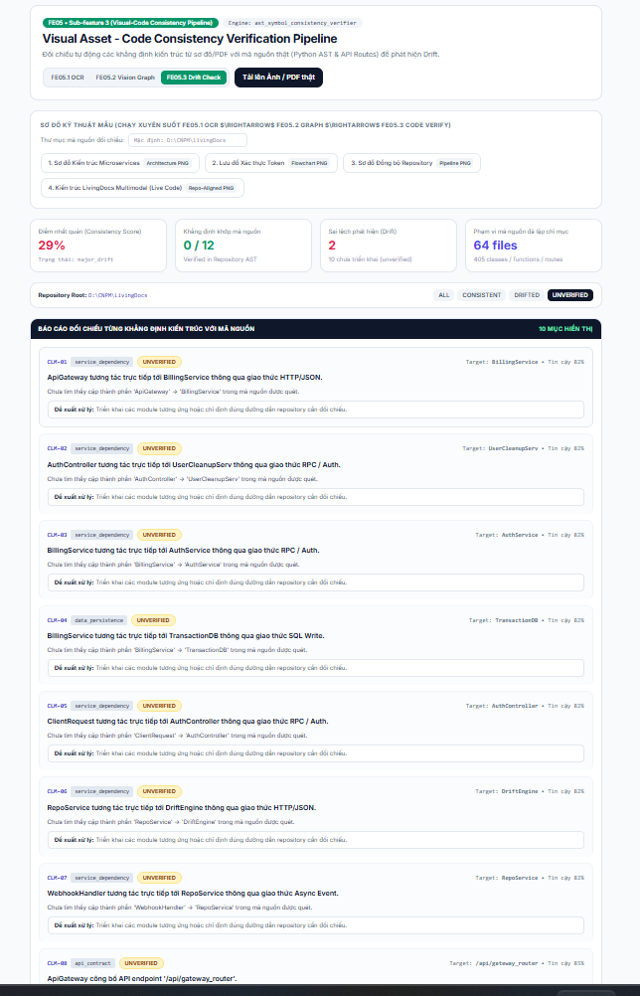 FE05 • Sub-feature 3 (Visual-Code Consistency Pipeline) Engine: ast_symbol_consistency_verifier
Visual Asset - Code Consistency Verification Pipeline
Đối chiếu tự động các khẳng định kiến trúc từ sơ đồ/PDF với mã nguồn thật (Python AST & API Routes) để phát hiện Drift.
FE05.1 OCR FE05.2 Vision Graph FE05.3 Drift Check Tải lên Ảnh / PDF thật
SƠ ĐỒ KỸ THUẬT MẪU (CHẠY XUYÊN SUỐT FE05.1 OCR $\RIGHTARROW$ FE05.2 GRAPH $\RIGHTARROW$ FE05.3 CODE VERIFY)
Thư mục mã nguồn đối chiếu: Mặc định: D:\CNPM\LivingDocs
1. Sơ đồ Kiến trúc Microservices Architecture PNG 2. Lưu đồ Xác thực Token Flowchart PNG 3. Sơ đồ Đồng bộ Repository Pipeline PNG
4. Kiến trúc LivingDocs Multimodal (Live Code) Repo-Aligned PNG
Điểm nhất quán (Consistency Score) Khẳng định khớp mã nguồn Sai lệch phát hiện (Drift) Phạm vi mã nguồn đã lập chỉ mục
29% 0 / 12 2 64 files
Trạng thái: major_drift Verified in Repository AST 10 chưa triển khai (unverified) 405 classes / functions / routes
Repository Root: D:\CNPM\LivingDocs ALL CONSISTENT DRIFTED UNVERIFIED
BÁO CÁO ĐỐI CHIẾU TỪNG KHẲNG ĐỊNH KIẾN TRÚC VỚI MÃ NGUỒN 10 MỤC HIỂN THỊ
CLM-01 service_dependency UNVERIFIED Target: BillingService • Tin cậy 82%
ApiGateway tương tác trực tiếp tới BillingService thông qua giao thức HTTP/JSON.
Chưa tìm thấy cặp thành phần 'ApiGateway' → 'BillingService' trong mã nguồn được quét.
Đề xuất xử lý: Triển khai các module tương ứng hoặc chỉ định đúng đường dẫn repository cần đối chiếu.
CLM-02 service_dependency UNVERIFIED Target: UserCleanupServ • Tin cậy 82%
AuthController tương tác trực tiếp tới UserCleanupServ thông qua giao thức RPC / Auth.
Chưa tìm thấy cặp thành phần 'AuthController' → 'UserCleanupServ' trong mã nguồn được quét.
Đề xuất xử lý: Triển khai các module tương ứng hoặc chỉ định đúng đường dẫn repository cần đối chiếu.
CLM-03 service_dependency UNVERIFIED Target: AuthService • Tin cậy 82%
BillingService tương tác trực tiếp tới AuthService thông qua giao thức RPC / Auth.
Chưa tìm thấy cặp thành phần 'BillingService' → 'AuthService' trong mã nguồn được quét.
Đề xuất xử lý: Triển khai các module tương ứng hoặc chỉ định đúng đường dẫn repository cần đối chiếu.
CLM-04 data_persistence UNVERIFIED Target: TransactionDB • Tin cậy 82%
BillingService tương tác trực tiếp tới TransactionDB thông qua giao thức SQL Write.
Chưa tìm thấy cặp thành phần 'BillingService' → 'TransactionDB' trong mã nguồn được quét.
Đề xuất xử lý: Triển khai các module tương ứng hoặc chỉ định đúng đường dẫn repository cần đối chiếu.
CLM-05 service_dependency UNVERIFIED Target: AuthController • Tin cậy 82%
ClientRequest tương tác trực tiếp tới AuthController thông qua giao thức RPC / Auth.
Chưa tìm thấy cặp thành phần 'ClientRequest' → 'AuthController' trong mã nguồn được quét.
Đề xuất xử lý: Triển khai các module tương ứng hoặc chỉ định đúng đường dẫn repository cần đối chiếu.
CLM-06 service_dependency UNVERIFIED Target: DriftEngine • Tin cậy 82%
RepoService tương tác trực tiếp tới DriftEngine thông qua giao thức HTTP/JSON.
Chưa tìm thấy cặp thành phần 'RepoService' → 'DriftEngine' trong mã nguồn được quét.
Đề xuất xử lý: Triển khai các module tương ứng hoặc chỉ định đúng đường dẫn repository cần đối chiếu.
CLM-07 service_dependency UNVERIFIED Target: RepoService • Tin cậy 82%
WebhookHandler tương tác trực tiếp tới RepoService thông qua giao thức Async Event.
Chưa tìm thấy cặp thành phần 'WebhookHandler' → 'RepoService' trong mã nguồn được quét.
Đề xuất xử lý: Triển khai các module tương ứng hoặc chỉ định đúng đường dẫn repository cần đối chiếu.
CLM-08 api_contract UNVERIFIED Target: /api/gateway_router • Tin cậy 85%
ApiGateway công bố API endpoint '/api/gateway_router'.